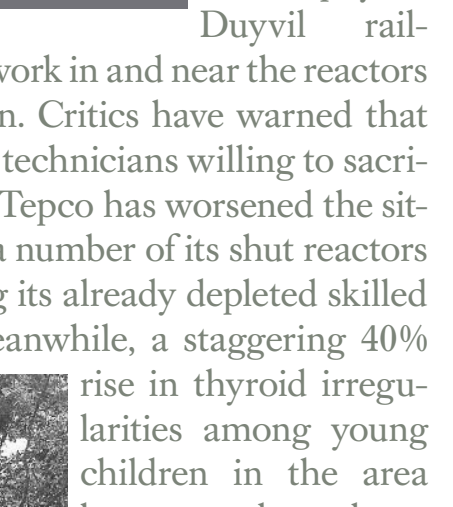 Duyvil rail-
work in and near the reactors
n. Critics have warned that
technicians willing to sacri-
Tepco has worsened the sit-
a number of its shut reactors
g its already depleted skilled
eanwhile, a staggering 40%
rise in thyroid irregu-
larities among young
children in the area